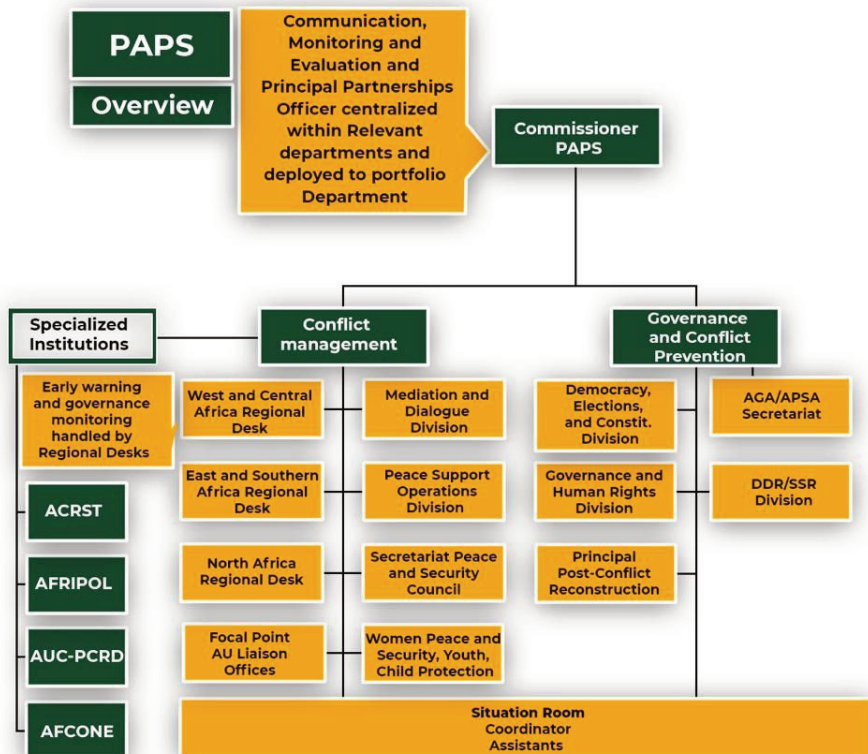 PAPS
Overview
Communication,
Monitoring and
Evaluation and
Principal Partnerships
Officer centralized
within Relevant
departments and
deployed to portfolio
Department
Commissioner
PAPS
Specialized
Institutions
Conflict
management
Governance
and Conflict
Prevention
Early warning
and governance
monitoring
handled by
Regional Desks
ACRST
AFRIPOL
AUC-PCRD
AFCONE
West and Central
Africa Regional
Desk
East and Southern
Africa Regional
Desk
North Africa
Regional Desk
Focal Point
AU Liaison
Offices
Mediation and
Dialogue
Division
Peace Support
Operations
Division
Secretariat Peace
and Security
Council
Women Peace and
Security, Youth,
Child Protection
Democracy,
Elections,
and Constit.
Division
Governance and
Human Rights
Division
Principal
Post-Conflict
Reconstruction
AGA/APSA
Secretariat
DDR/SSR
Division
Situation Room
Coordinator
Assistants